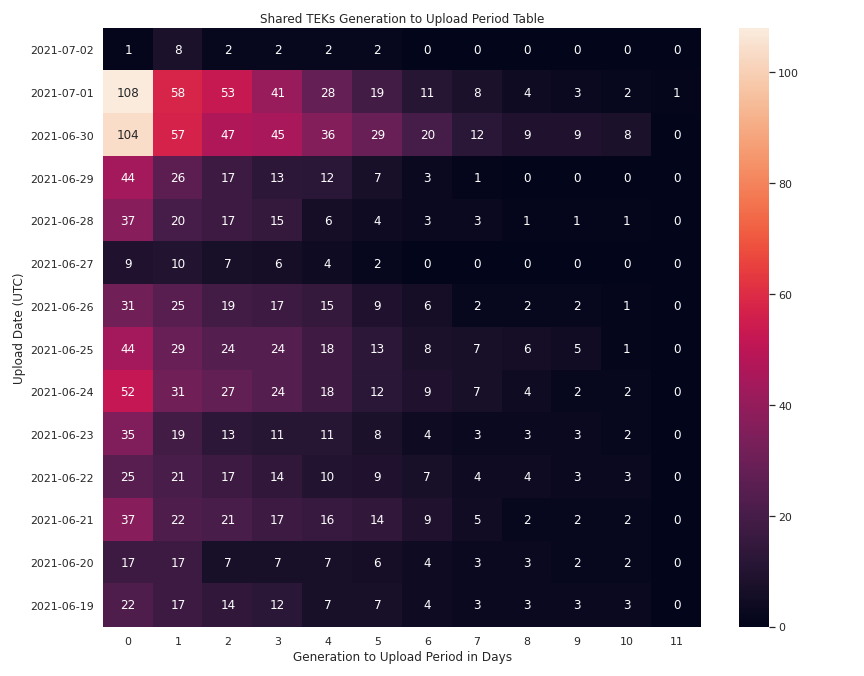 Shared TEKs Generation to Upload Period Table
Upload Date (UTC)
2021-07-02 1 8 2 2 2 2 0 0 0 0 0 0
2021-07-01 108 58 53 41 28 19 11 8 4 3 2 1
2021-06-30 104 57 47 45 36 29 20 12 9 9 8 0
2021-06-29 44 26 17 13 12 7 3 1 0 0 0 0
2021-06-28 37 20 17 15 6 4 3 3 1 1 1 0
2021-06-27 9 10 7 6 4 2 0 0 0 0 0 0
2021-06-26 31 25 19 17 15 9 6 2 2 2 1 0
2021-06-25 44 29 24 24 18 13 8 7 6 5 1 0
2021-06-24 52 31 27 24 18 12 9 7 4 2 2 0
2021-06-23 35 19 13 11 11 8 4 3 3 3 2 0
2021-06-22 25 21 17 14 10 9 7 4 4 3 3 0
2021-06-21 37 22 21 17 16 14 9 5 2 2 2 0
2021-06-20 17 17 7 7 7 6 4 3 3 2 2 0
2021-06-19 22 17 14 12 7 7 4 3 3 3 3 0
0 1 2 3 4 5 6 7 8 9 10 11
Generation to Upload Period in Days
100
80
60
40
20
0